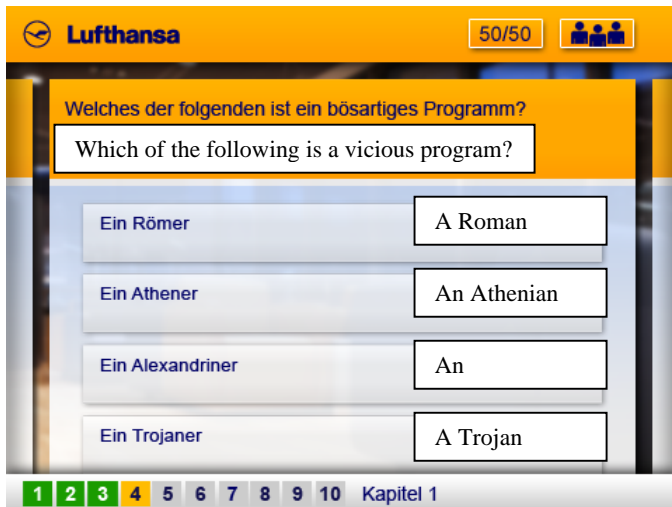 Lufthansa
50/50
Welches der folgenden ist ein bösartiges Programm?
Which of the following is a vicious program?
Ein Römer
A Roman
Ein Athener
An Athenian
Ein Alexandriner
An
Ein Trojaner
A Trojan
1 2 3 4 5 6 7 8 9 10 Kapitel 1